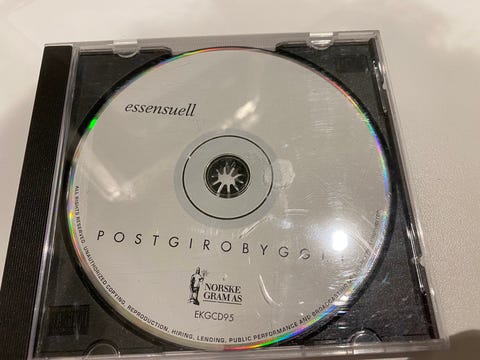 essensuell
POSTGIROBYGG
NORSKE
GRAM AS
EKGCD95
ALL RIGHTS RESERVED. UNAUTHORIZED COPYING, REPRODUCTION, HIRING, LENDING, PUBLIC PERFORMANCE AND BROADCASTING